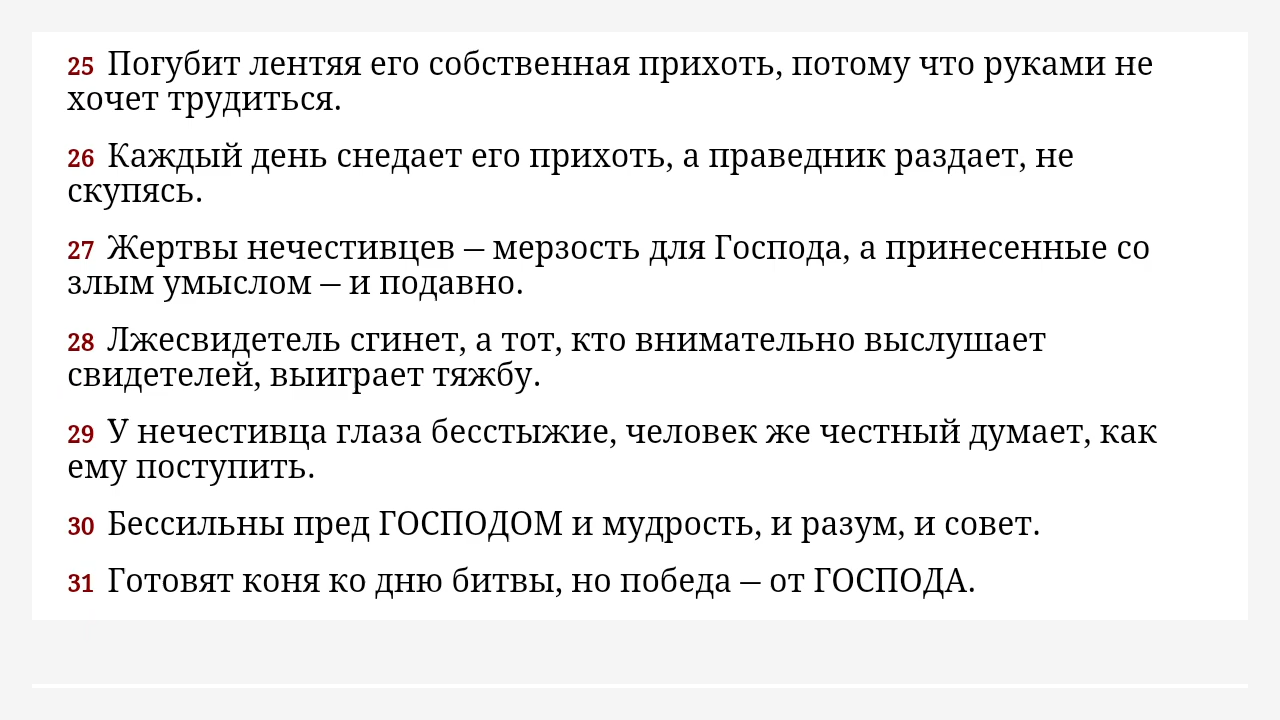 25 Погубит лентяя его собственная прихоть, потому что руками не
хочет трудиться.
26 Каждый день снедает его прихоть, а праведник раздает, не
скупясь.
27 Жертвы нечестивцев – мерзость для Господа, а принесенные со
злым умыслом – и подавно.
28 Лжесвидетель сгинет, а тот, кто внимательно выслушает
свидетелей, выиграет тяжбу.
29 У нечестивца глаза бесстыжие, человек же честный думает, как
ему поступить.
30 Бессильны пред ГОСПОДОМ и мудрость, и разум, и совет.
31 Готовят коня ко дню битвы, но победа – от ГОСПОДА.